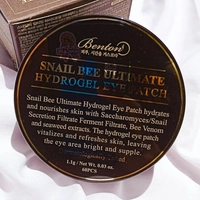 Benton
SNAIL BEE ULTIMATE
HYDROGEL EYE PATCH
Snail Bee Ultimate Hydrogel Eye Patch hydrates
and nourishes skin with Saccharomyces/Snail
Secretion Filtrate Ferment Filtrate, Bee Venom
and seaweed extracts. The hydrogel eye patch
vitalizes and refreshes skin, leaving
the eye area bright and supple.
1.1g / Net Wt. 0.03 oz.
60PCS